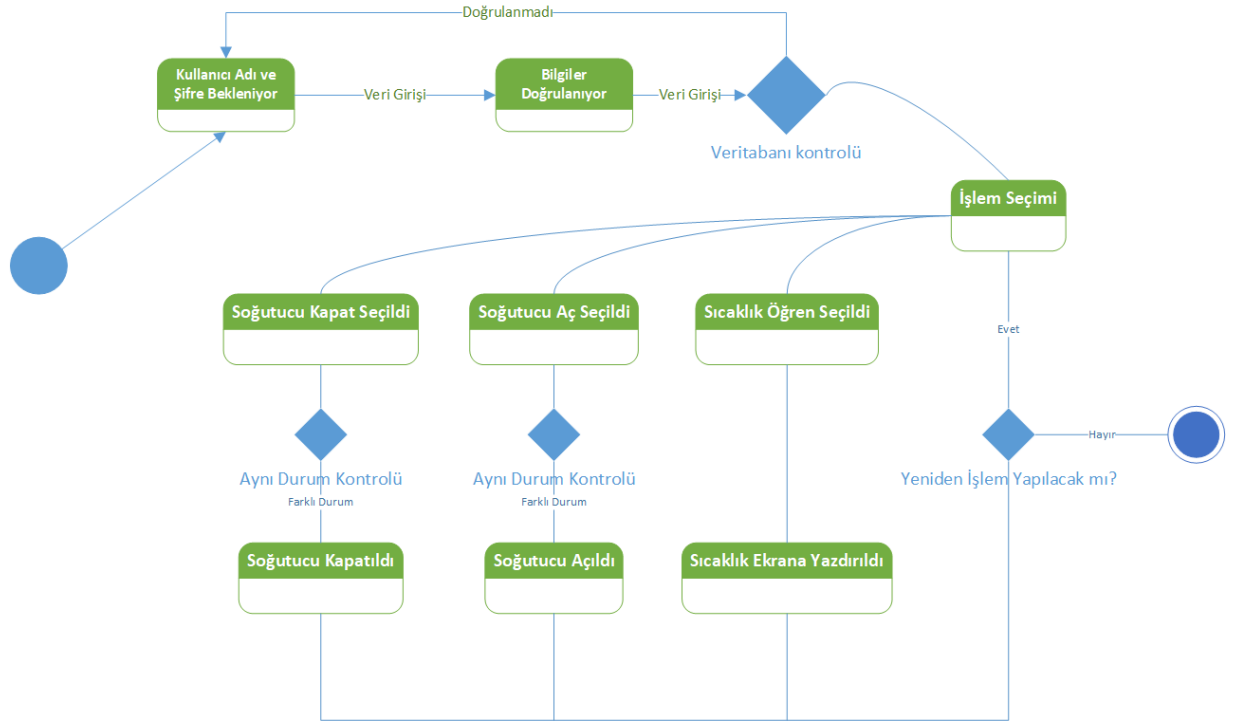 Doğrulanmadı
Kullanıcı Adı ve
Şifre Bekleniyor
Veri Girişi
Bilgiler
Doğrulanıyor
Veri Girişi
Veritabanı kontrolü
İşlem Seçimi
Soğutucu Kapat Seçildi
Soğutucu Aç Seçildi
Sıcaklık Öğren Seçildi
Evet
Hayır
Aynı Durum Kontrolü
Aynı Durum Kontrolü
Yeniden İşlem Yapılacak mı?
Farklı Durum
Farklı Durum
Soğutucu Kapatıldı
Soğutucu Açıldı
Sıcaklık Ekrana Yazdırıldı